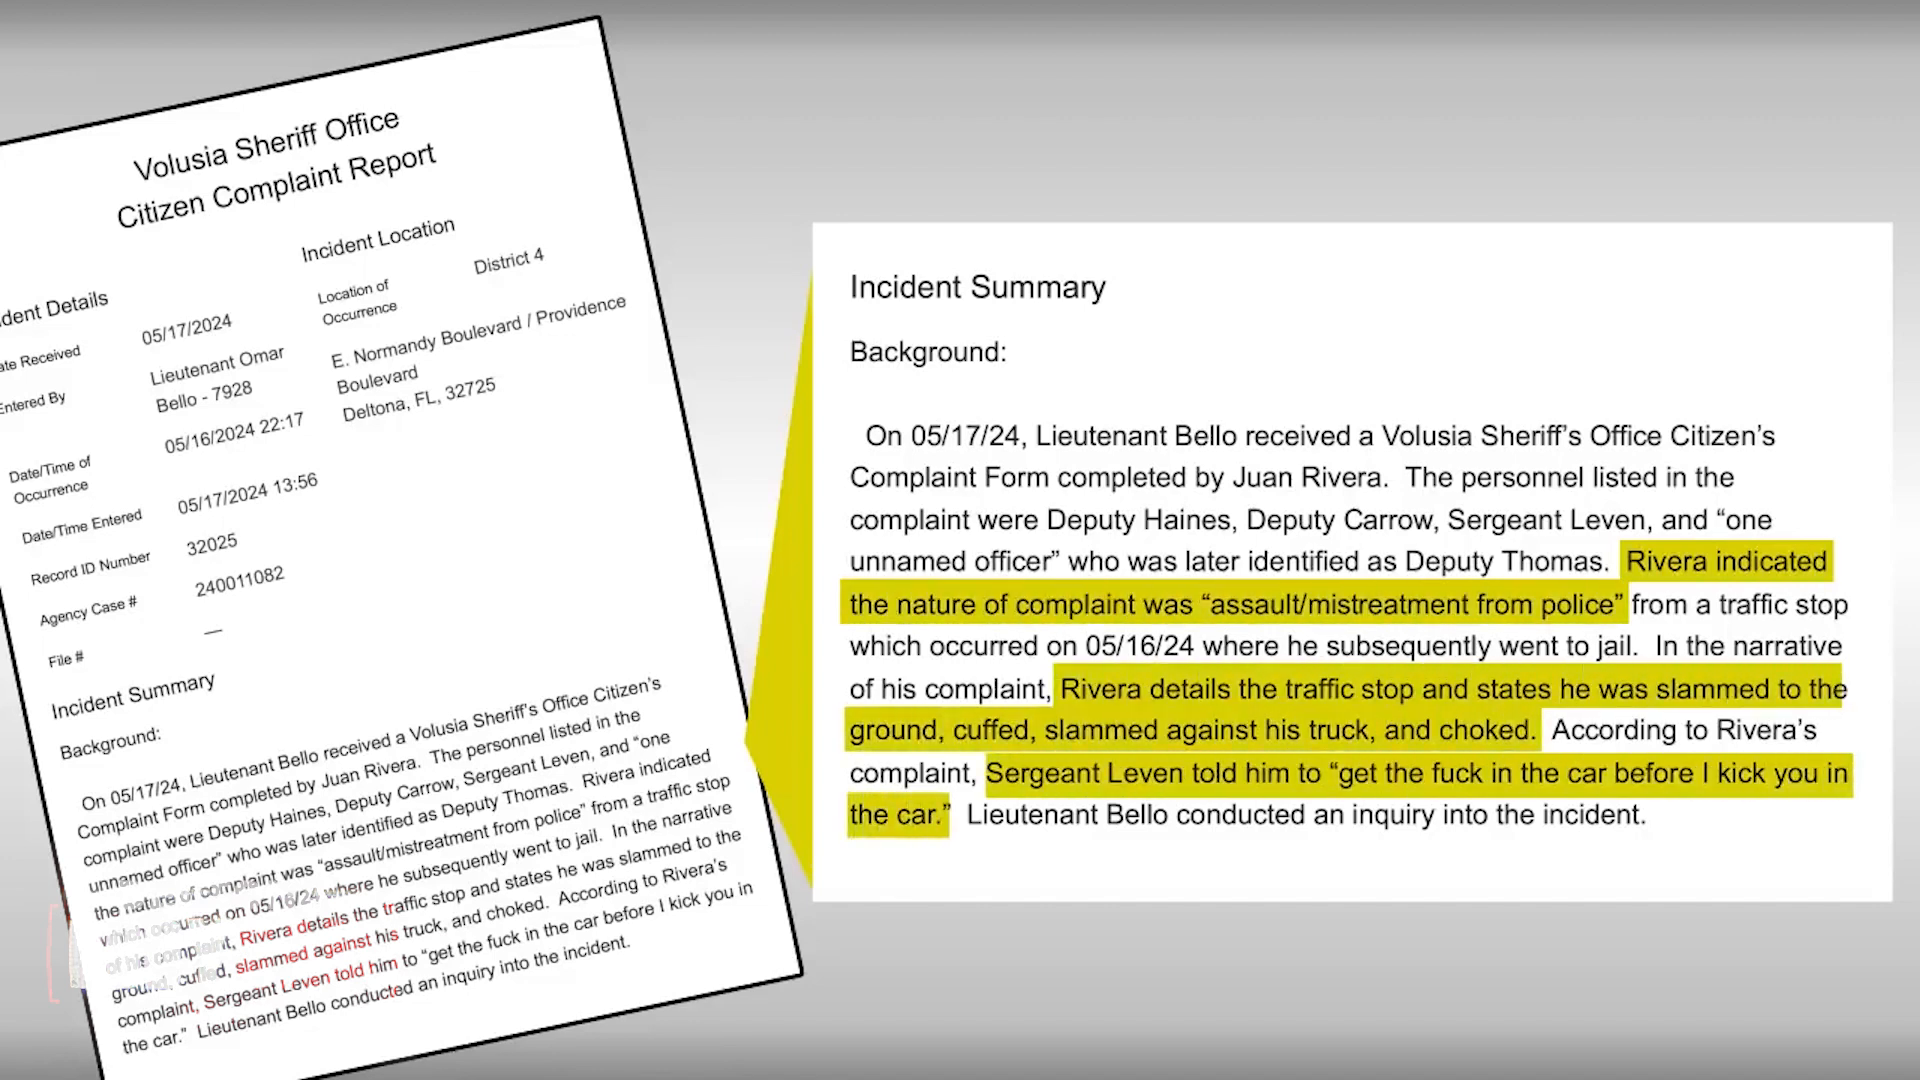 Volusia Sheriff Office
Citizen Complaint Report
Incident Location
dent Details
Location of
Occurrence
District 4
ate Received
05/17/2024
E. Normandy Boulevard / Providence
Boulevard
Deltona, FL, 32725
Entered By
Lieutenant Omar
Bello - 7928
Date/Time of
Occurrence
05/16/2024 22:17
Date/Time Entered
05/17/2024 13:56
Record ID Number
32025
Agency Case #
240011082
File #
—
Incident Summary
Background:
On 05/17/24, Lieutenant Bello received a Volusia Sheriff's Office Citizen's
Complaint Form completed by Juan Rivera. The personnel listed in the
complaint were Deputy Haines, Deputy Carrow, Sergeant Leven, and “one
unnamed officer” who was later identified as Deputy Thomas. Rivera indicated
the nature of complaint was “assault/mistreatment from police” from a traffic stop
which occurred on 05/16/24 where he subsequently went to jail. In the narrative
of his complaint, Rivera details the traffic stop and states he was slammed to the
ground, cuffed, slammed against his truck, and choked. According to Rivera's
complaint, Sergeant Leven told him to “get the fuck in the car before I kick you in
the car.” Lieutenant Bello conducted an inquiry into the incident.
Incident Summary
Background:
On 05/17/24, Lieutenant Bello received a Volusia Sheriff's Office Citizen's
Complaint Form completed by Juan Rivera. The personnel listed in the
complaint were Deputy Haines, Deputy Carrow, Sergeant Leven, and “one
unnamed officer” who was later identified as Deputy Thomas. Rivera indicated
the nature of complaint was “assault/mistreatment from police” from a traffic stop
which occurred on 05/16/24 where he subsequently went to jail. In the narrative
of his complaint, Rivera details the traffic stop and states he was slammed to the
ground, cuffed, slammed against his truck, and choked. According to Rivera's
complaint, Sergeant Leven told him to “get the fuck in the car before I kick you in
the car.” Lieutenant Bello conducted an inquiry into the incident.